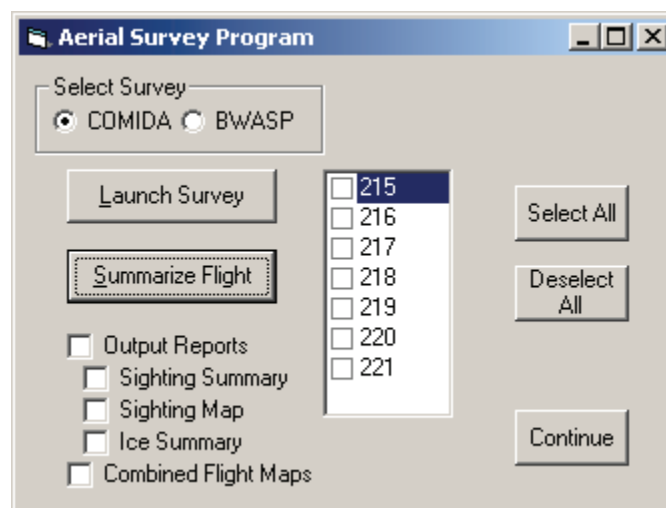 Aerial Survey Program
Select Survey
COMIDA BWASP
Launch Survey
Summarize Flight
Output Reports
Sighting Summary
Sighting Map
Ice Summary
Combined Flight Maps
215
216
217
218
219
220
221
Select All
Deselect
All
Continue